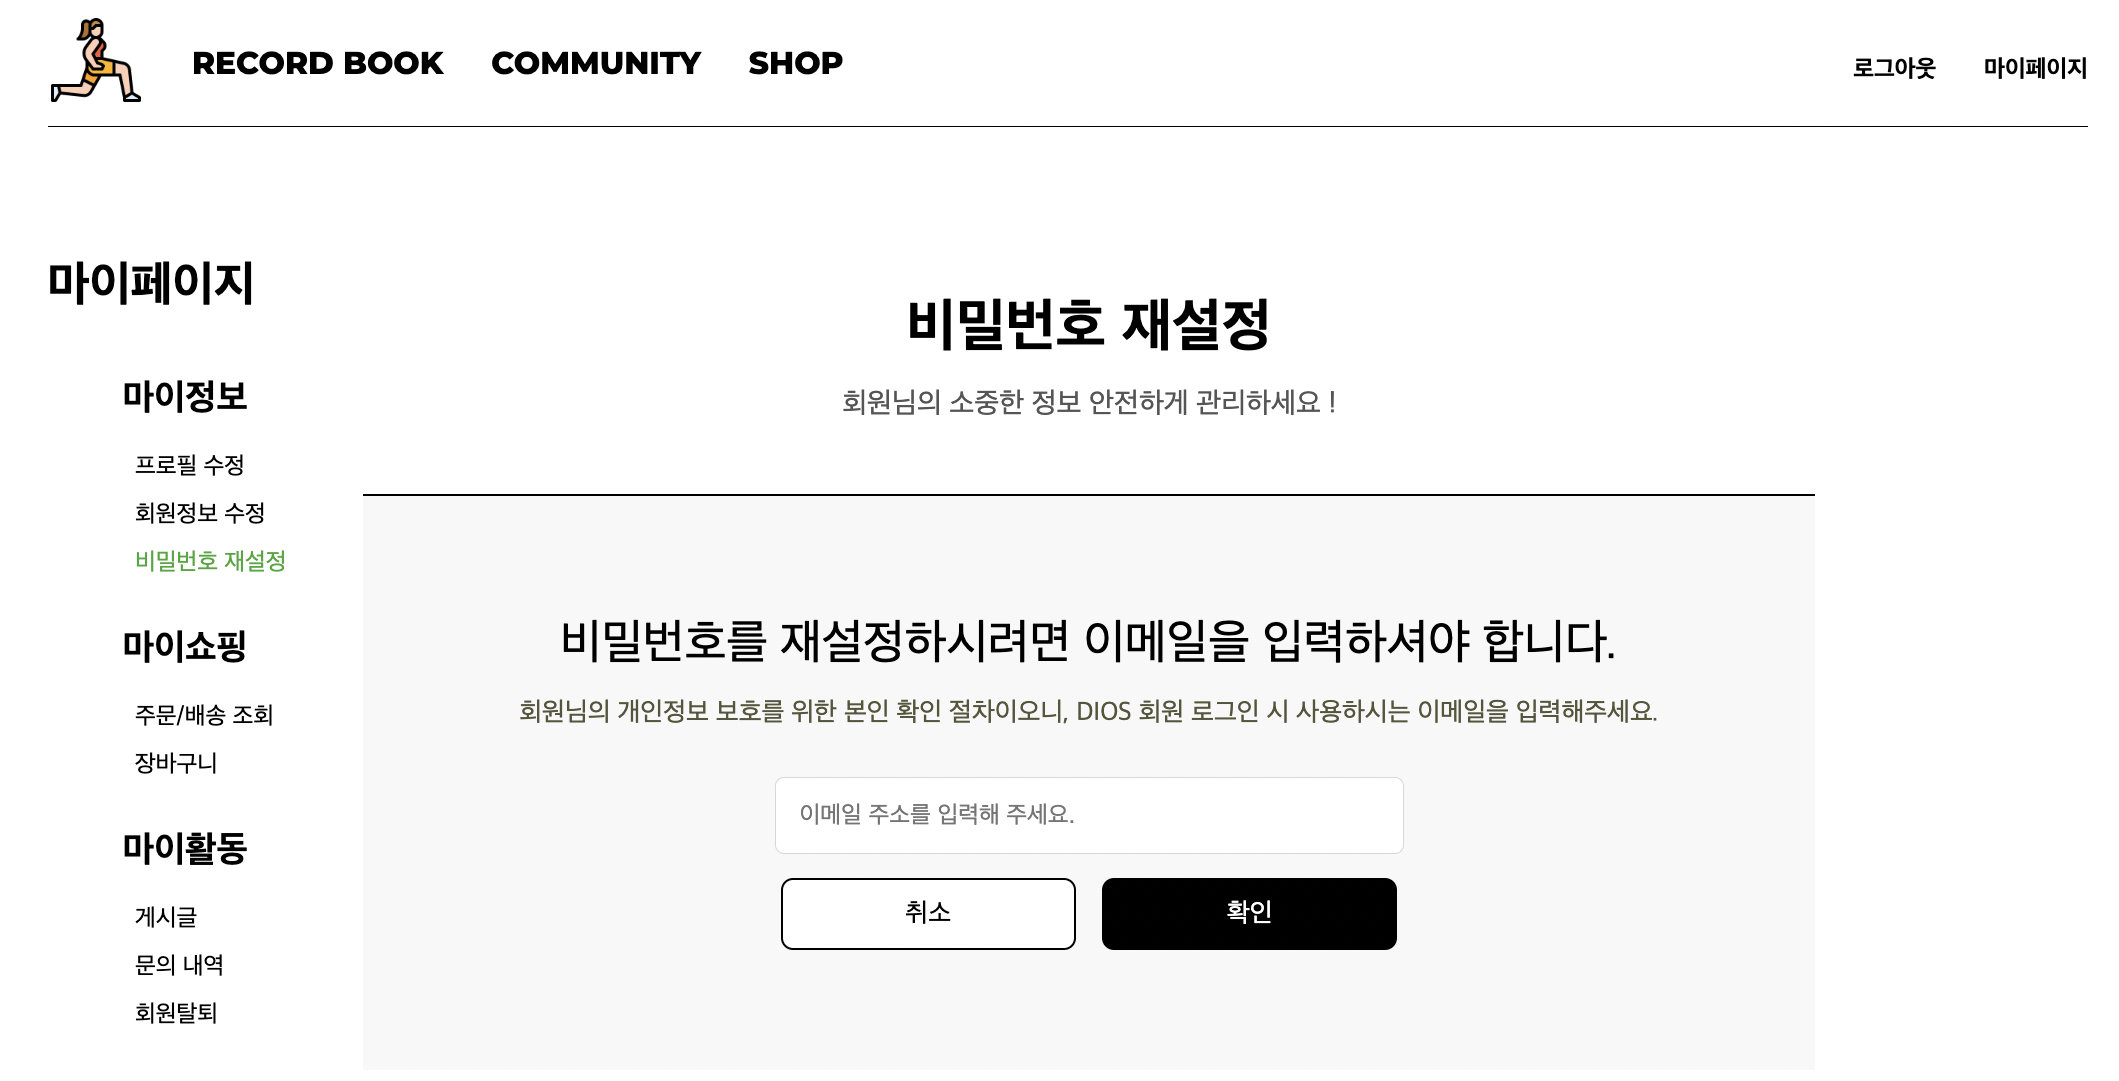 RECORD BOOK COMMUNITY SHOP 로그아웃 마이페이지
마이페이지
마이정보
프로필 수정
회원정보 수정
비밀번호 재설정
마이쇼핑
주문/배송 조회
장바구니
마이활동
게시글
문의 내역
회원탈퇴
비밀번호 재설정
회원님의 소중한 정보 안전하게 관리하세요 !
비밀번호를 재설정하시려면 이메일을 입력하셔야 합니다.
회원님의 개인정보 보호를 위한 본인 확인 절차이오니, DIOS 회원 로그인 시 사용하시는 이메일을 입력해주세요.
이메일 주소를 입력해 주세요.
취소 확인